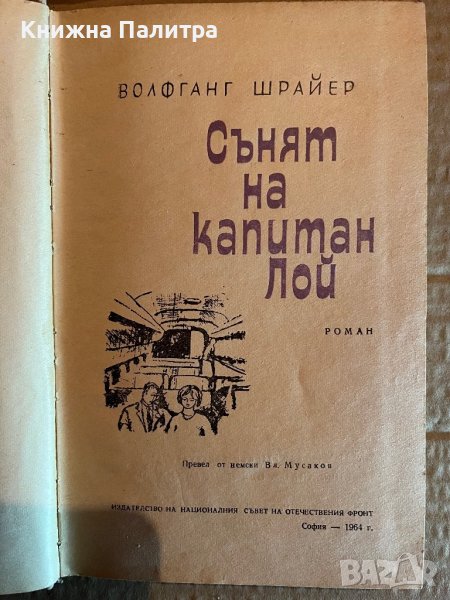 Книжна Палитра
ВОЛФГАНГ ШРАЙЕР
Сънят
на
капитан
Лой
РОМАН
Превел от немски Вл. Мусаков
ИЗДАТЕЛСТВО НА НАЦИОНАЛНИЯ СЪВЕТ НА ОТЕЧЕСТВЕНИЯ ФРОНТ
София — 1964 г.
BAZAR